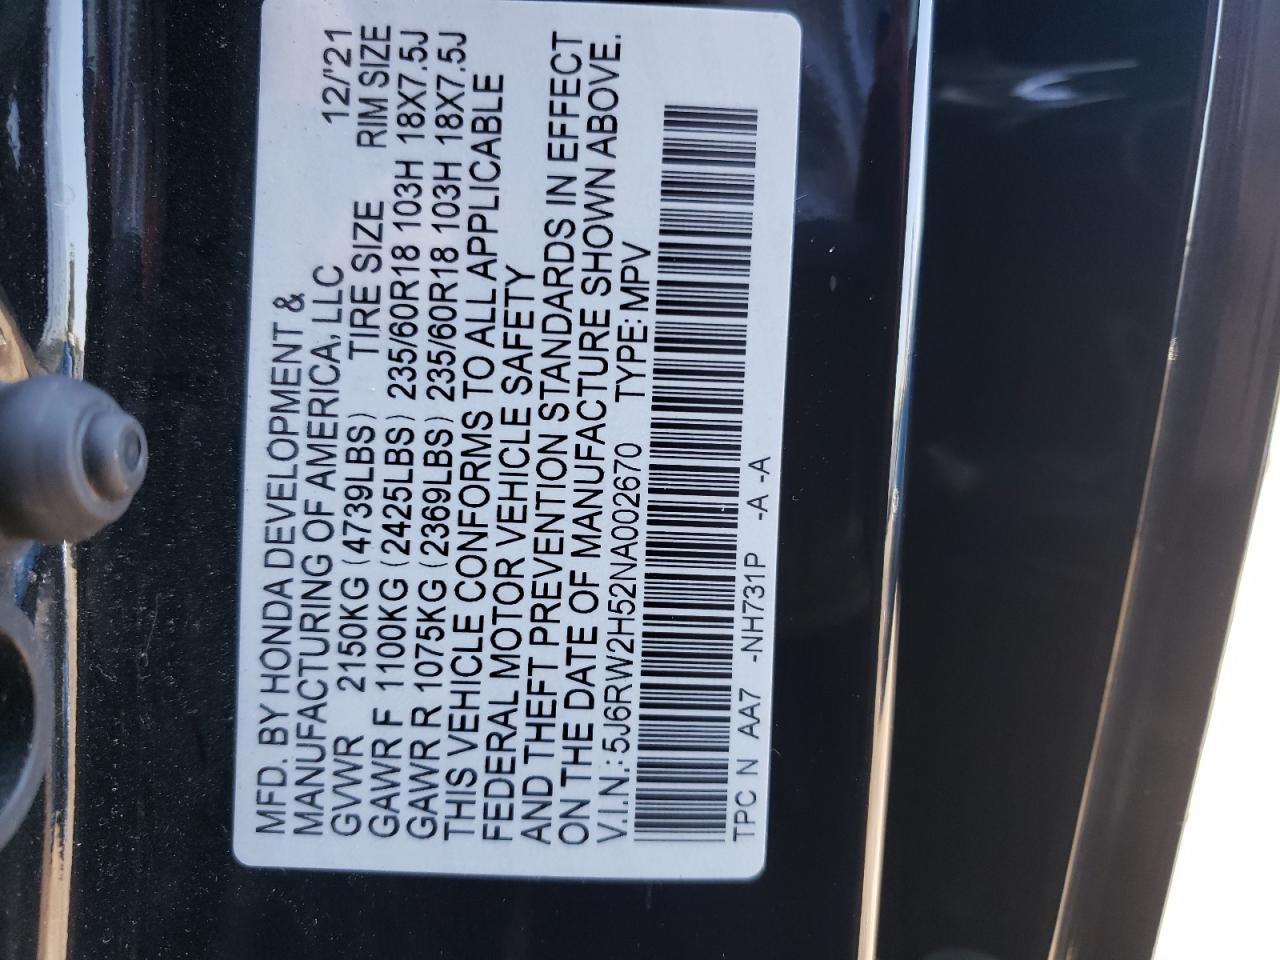 MFD. BY HONDA DEVELOPMENT &
MANUFACTURING OF AMERICA, LLC 12/'21
GVWR 2150KG (4739LBS) TIRE SIZE RIM SIZE
GAWR F 1100KG (2425LBS) 235/60R18 103H 18X7.5J
GAWR R 1075KG (2369LBS) 235/60R18 103H 18X7.5J
THIS VEHICLE CONFORMS TO ALL APPLICABLE
FEDERAL MOTOR VEHICLE SAFETY
AND THEFT PREVENTION STANDARDS IN EFFECT
ON THE DATE OF MANUFACTURE SHOWN ABOVE.
V.I.N.: 5J6RW2H52NA002670 TYPE: MPV
TPC N AA7 -NH731P -A -A